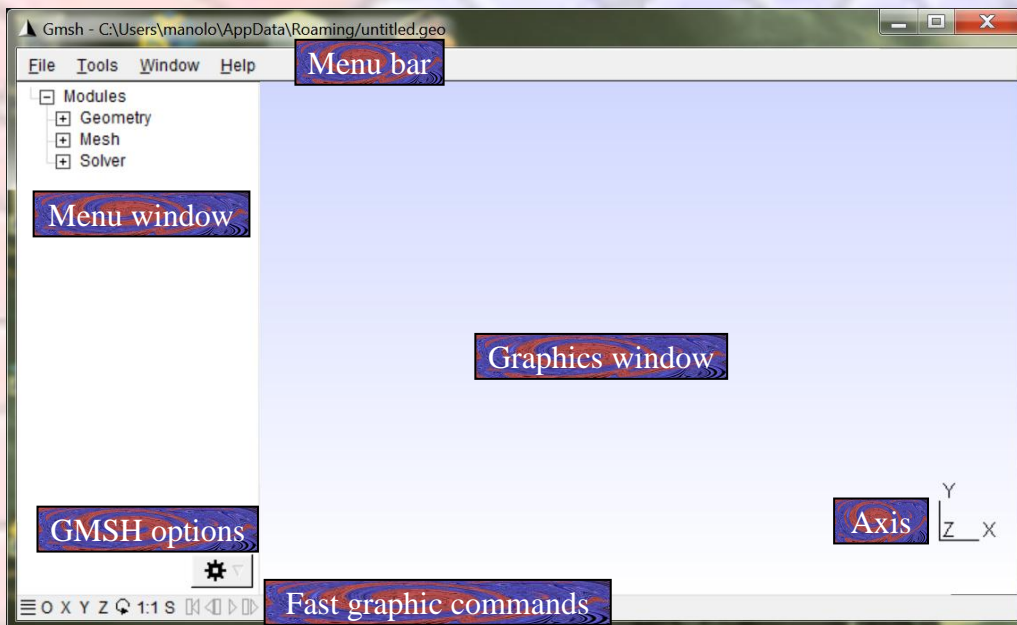 Gmsh - C:\Users\manolo\AppData\Roaming/untitled.geo
File Tools Window Help
Menu bar
Modules
Geometry
Mesh
Solver
Menu window
Graphics window
GMSH options
Axis
Y
Z X
O X Y Z 1:1 S
Fast graphic commands